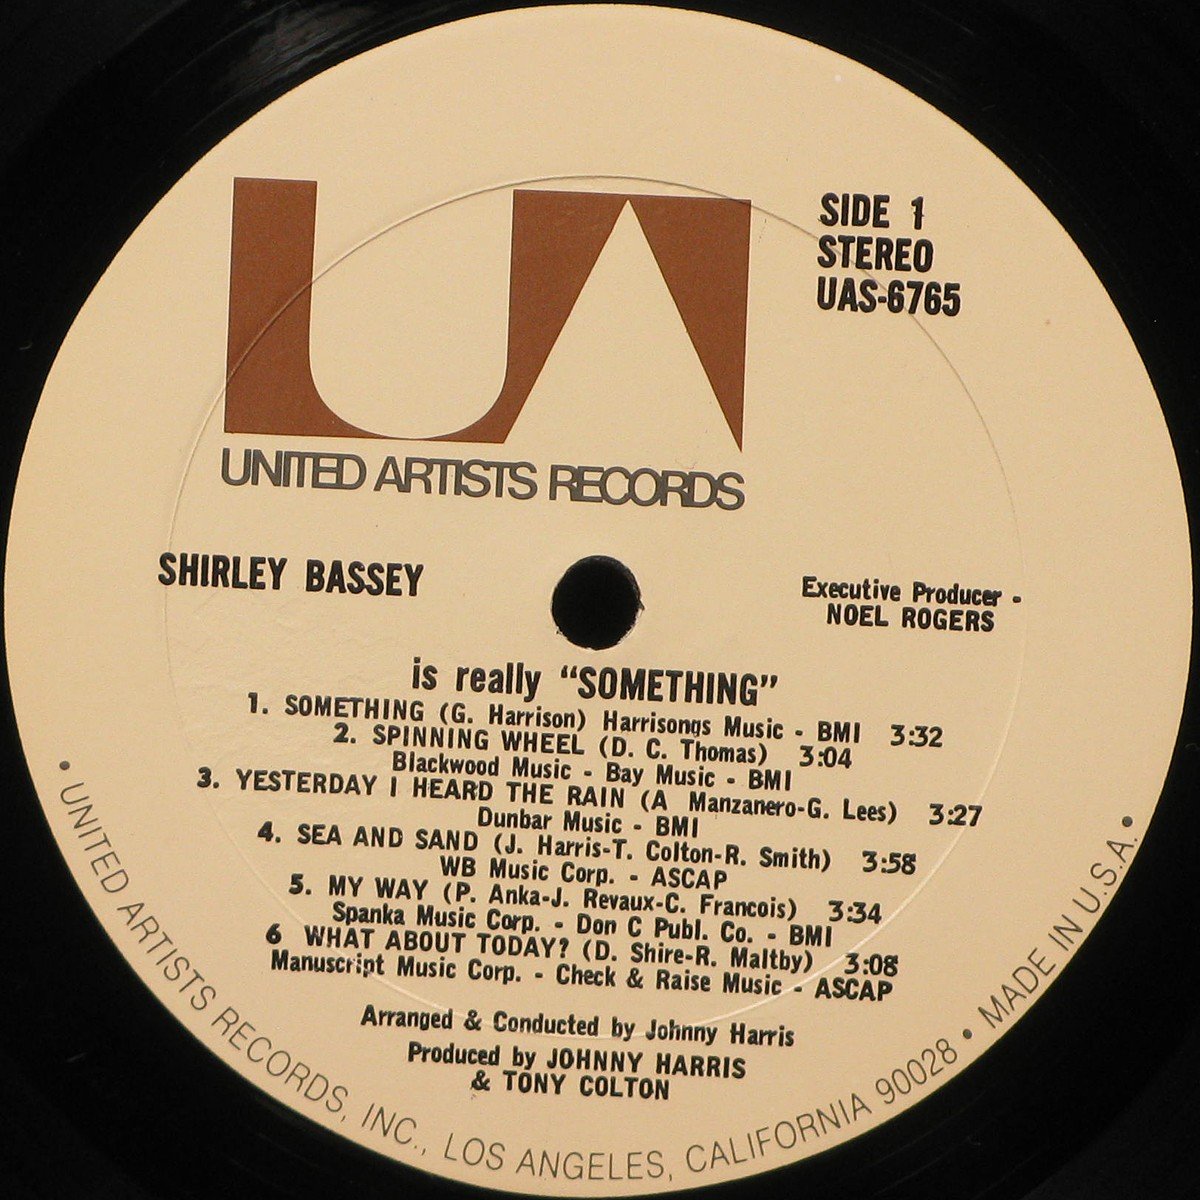 UA
SIDE 1
STEREO
UAS-6765
UNITED ARTISTS RECORDS
SHIRLEY BASSEY
Executive Producer -
NOEL ROGERS
is really "SOMETHING"
1. SOMETHING (G. Harrison) Harrisongs Music - BMI 3:32
2. SPINNING WHEEL (D. C. Thomas) 3:04
Blackwood Music - Bay Music - BMI
3. YESTERDAY I HEARD THE RAIN (A Manzanero-G. Lees) 3:27
Dunbar Music - BMI
4. SEA AND SAND (J. Harris-T. Colton-R. Smith) 3:58
WB Music Corp. - ASCAP
5. MY WAY (P. Anka-J. Revaux-C. Francois) 3:34
Spanka Music Corp. - Don C Publ. Co. - BMI
6 WHAT ABOUT TODAY? (D. Shire-R. Maltby) 3:08
Manuscript Music Corp. - Check & Raise Music - ASCAP
Arranged & Conducted by Johnny Harris
Produced by JOHNNY HARRIS
& TONY COLTON
• UNITED ARTISTS RECORDS, INC., LOS ANGELES, CALIFORNIA 90028 • MADE IN U.S.A. •